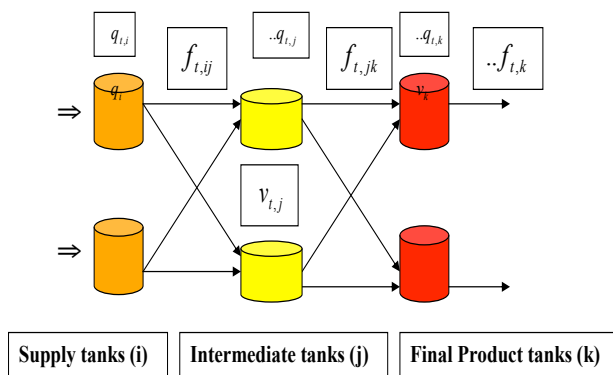 q_{t,i}
f_{t,ij}
..q_{t,j}
f_{t,jk}
..q_{t,k}
..f_{t,k}
q_i
v_k
⇒
v_{t,j}
⇒
Supply tanks (i)
Intermediate tanks (j)
Final Product tanks (k)